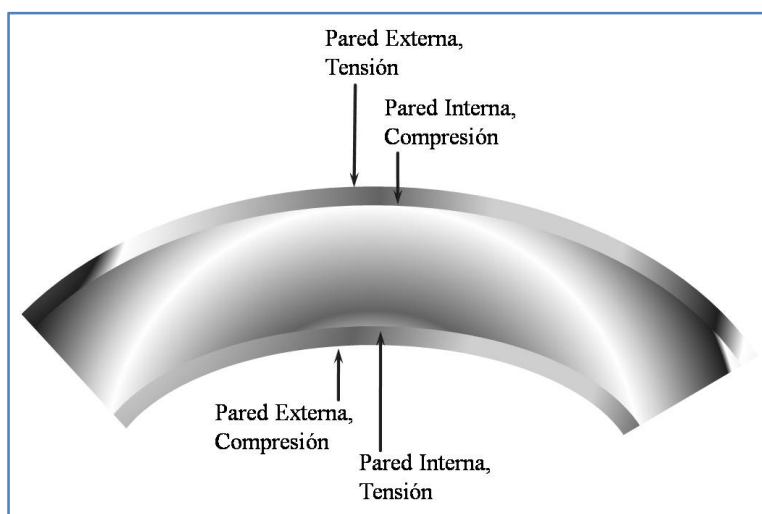 Pared Externa,
Tensión
Pared Interna,
Compresión
Pared Externa,
Compresión
Pared Interna,
Tensión